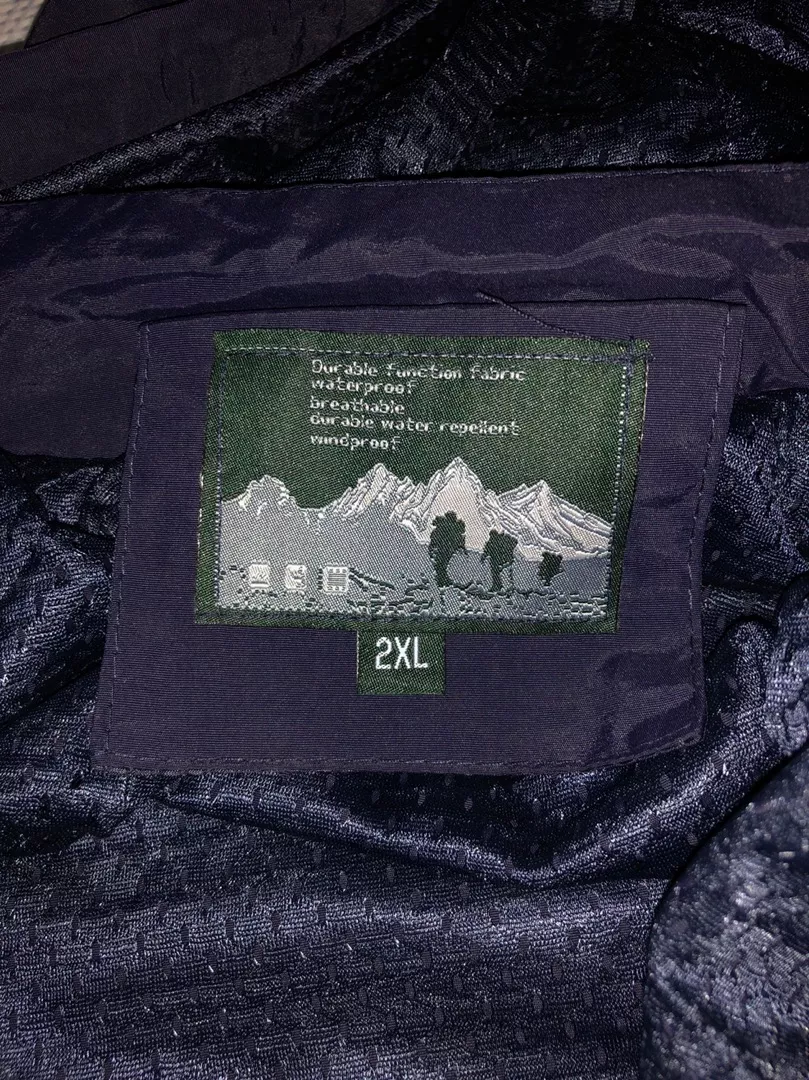 Durable function fabric
waterproof
breathable
durable water repellent
windproof
2XL